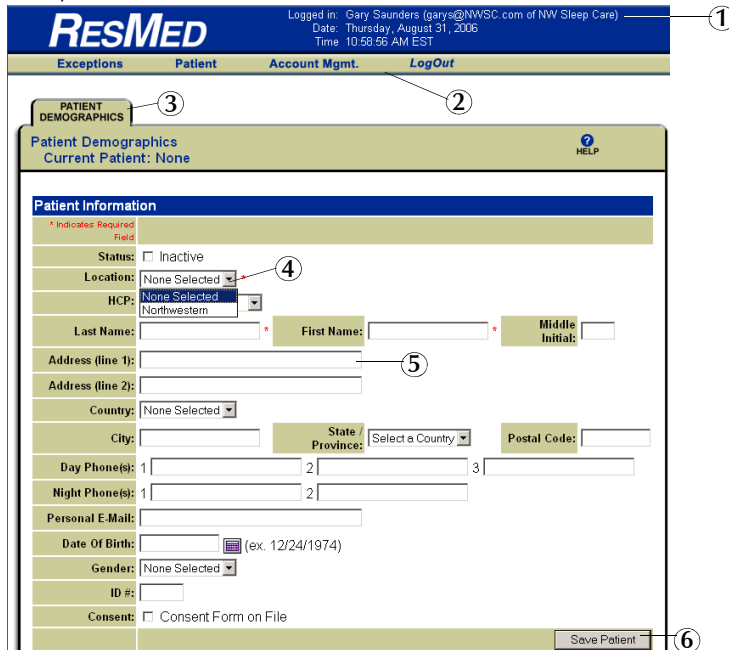 Logged in: Gary Saunders (garys@NWSC.com of NW Sleep Care)
1
RESMED
Date: Thursday, August 31, 2006
Time 10:58:56 AM EST
Exceptions Patient Account Mgmt. LogOut
2
PATIENT
DEMOGRAPHICS
3
Patient Demographics
Current Patient: None
?
HELP
Patient Information
* Indicates Required
Field
Status: Inactive
Location: None Selected *
4
HCP: None Selected
Northwestern
Last Name: * First Name: * Middle
Initial:
Address (line 1):
5
Address (line 2):
Country: None Selected
City: State /
Province: Select a Country Postal Code:
Day Phone(s): 1 2 3
Night Phone(s): 1 2
Personal E-Mail:
Date Of Birth: (ex. 12/24/1974)
Gender: None Selected
ID #:
Consent: Consent Form on File
Save Patient
6